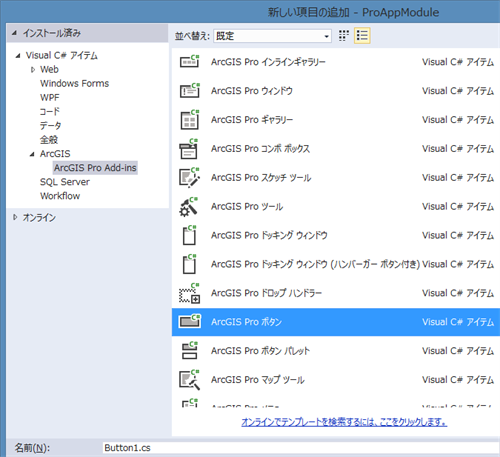 新しい項目の追加 - ProAppModule
インストール済み
並べ替え: 既定
Visual C# アイテム
Web
Windows Forms
WPF
コード
データ
全般
ArcGIS
ArcGIS Pro Add-ins
SQL Server
Workflow
オンライン
ArcGIS Pro インラインギャラリー Visual C# アイテム
ArcGIS Pro ウィンドウ Visual C# アイテム
ArcGIS Pro ギャラリー Visual C# アイテム
ArcGIS Pro コンボ ボックス Visual C# アイテム
ArcGIS Pro スケッチ ツール Visual C# アイテム
ArcGIS Pro ツール Visual C# アイテム
ArcGIS Pro ドッキング ウィンドウ Visual C# アイテム
ArcGIS Pro ドッキング ウィンドウ (ハンバーガー ボタン付き) Visual C# アイテム
ArcGIS Pro ドロップ ハンドラー Visual C# アイテム
ArcGIS Pro ボタン Visual C# アイテム
ArcGIS Pro ボタン パレット Visual C# アイテム
ArcGIS Pro マップ ツール Visual C# アイテム
オンラインでテンプレートを検索するには、ここをクリックします。
名前(N): Button1.cs